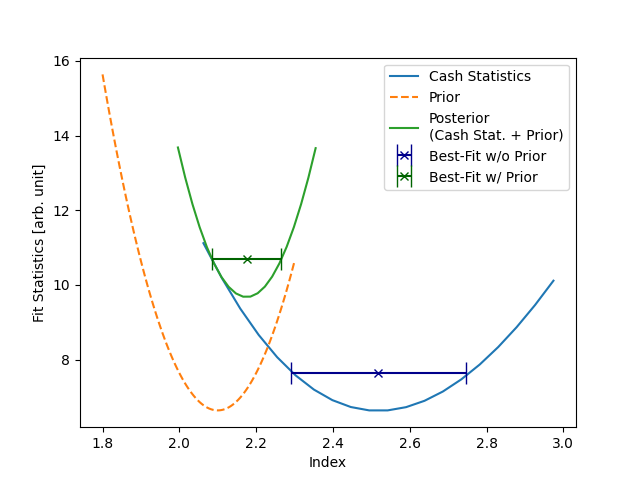 Cash Statistics
Prior
Posterior
(Cash Stat. + Prior)
Best-Fit w/o Prior
Best-Fit w/ Prior
Fit Statistics [arb. unit]
16
14
12
10
8
1.8 2.0 2.2 2.4 2.6 2.8 3.0
Index